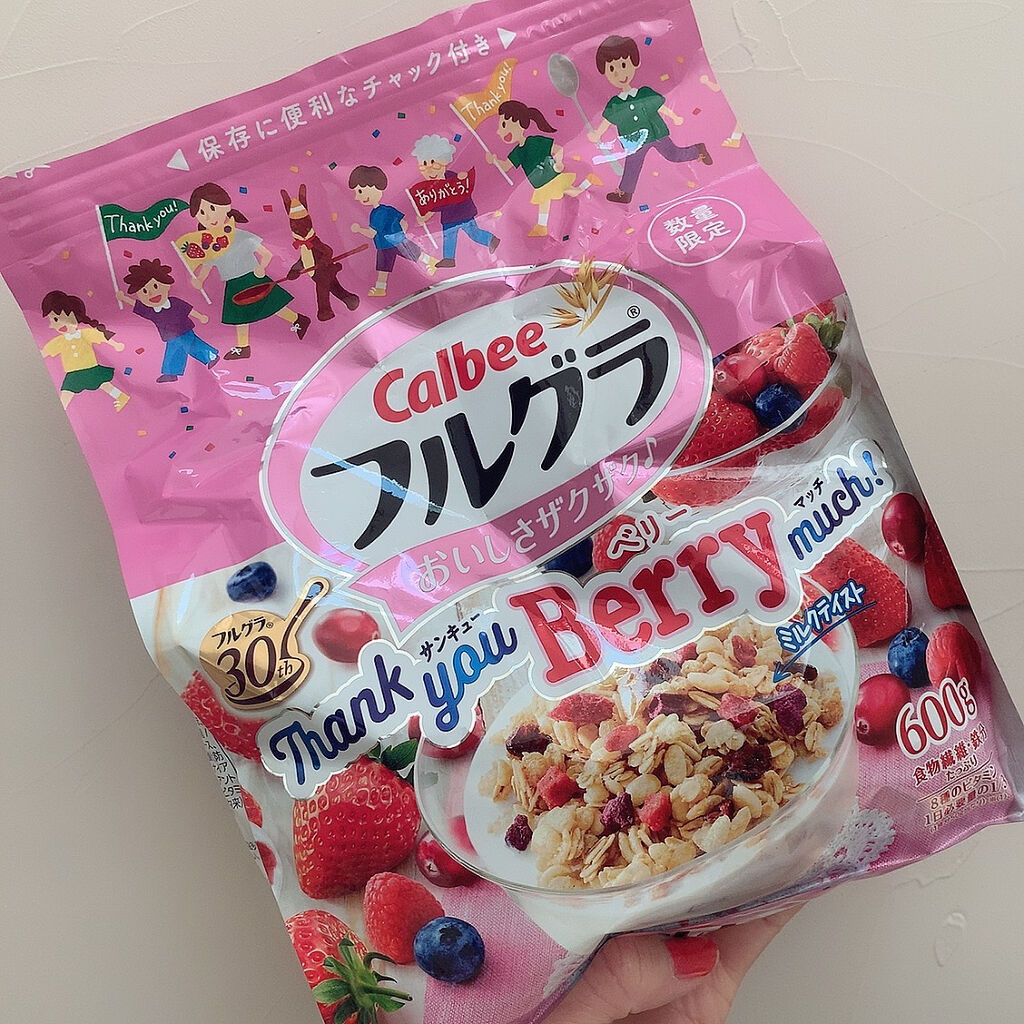 ◀ 保存に便利なチャック付き ▶
Thank you!
Thank you!
ありがとう!
数量
限定
Calbee
フルグラ®
おいしさザクザク♪
フルグラ®
30th
サンキュー ベリー マッチ
Thank you Berry much!
ミルクテイスト
600g
食物繊維・鉄分
たっぷり
8種のビタミン